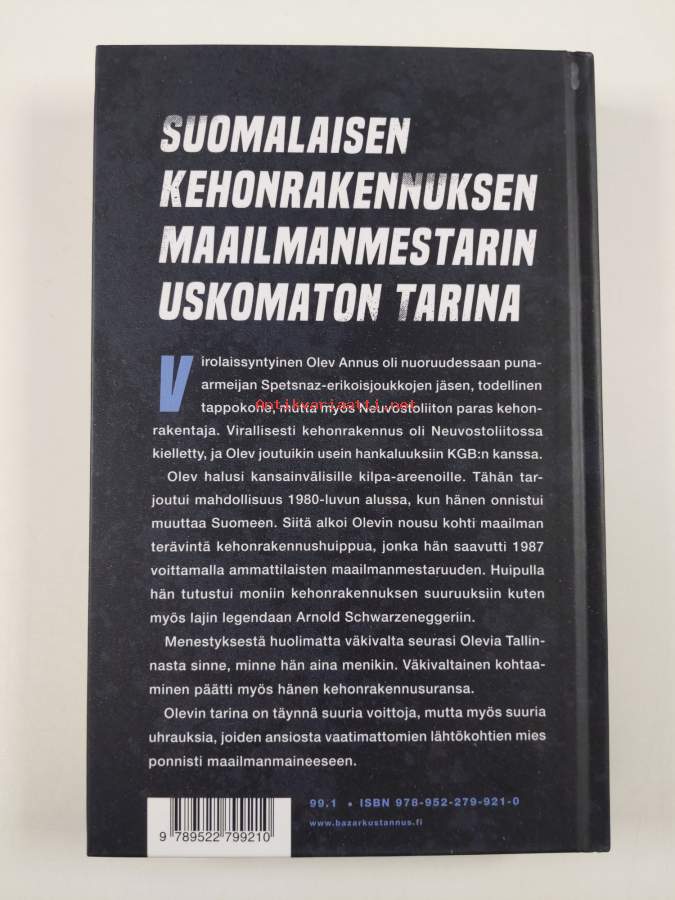 SUOMALAISEN
KEHONRAKENNUKSEN
MAAILMANMESTARIN
USKOMATON TARINA
Virolaissyntyinen Olev Annus oli nuoruudessaan puna-
armeijan Spetsnaz-erikoisjoukkojen jäsen, todellinen
tappokone, mutta myös Neuvostoliiton paras kehon-
Antikvariaatti.net
rakentaja. Virallisesti kehonrakennus oli Neuvostoliitossa
kielletty, ja Olev joutuikin usein hankaluuksiin KGB:n kanssa.
Olev halusi kansainvälisille kilpa-areenoille. Tähän tar-
joutui mahdollisuus 1980-luvun alussa, kun hänen onnistui
muuttaa Suomeen. Siitä alkoi Olevin nousu kohti maailman
terävintä kehonrakennushuippua, jonka hän saavutti 1987
voittamalla ammattilaisten maailmanmestaruuden. Huipulla
hän tutustui moniin kehonrakennuksen suuruuksiin kuten
myös lajin legendaan Arnold Schwarzeneggeriin.
Menestyksestä huolimatta väkivalta seurasi Olevia Tallin-
nasta sinne, minne hän aina menikin. Väkivaltainen kohtaa-
minen päätti myös hänen kehonrakennusuransa.
Olevin tarina on täynnä suuria voittoja, mutta myös suuria
uhrauksia, joiden ansiosta vaatimattomien lähtökohtien mies
ponnisti maailmanmaineeseen.
99.1 • ISBN 978-952-279-921-0
www.bazarkustannus.fi
9 789522 799210